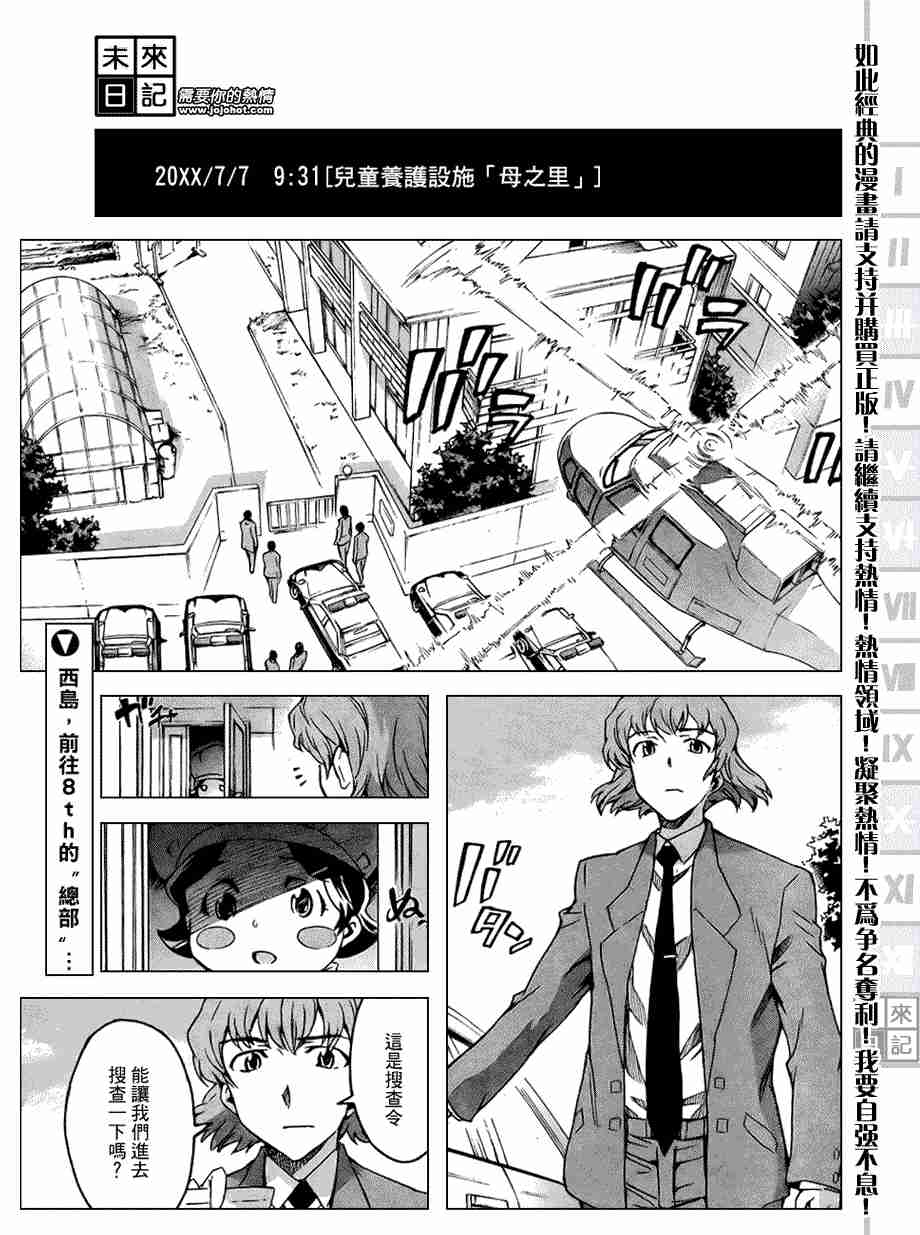 未來
日記
需要你的熱情
www.jojohot.com
20XX/7/7 9:31[兒童養護設施「母之里」]
バラ
バラ
バラ
バタン
西島，前往8th的〝總部〞…
ガチャ
ぬっ
這是搜查令
能讓我們進去
搜查一下嗎？
如此經典的漫畫請支持并購買正版！請繼續支持熱情！熱情領域！凝聚熱情！不爲争名奪利！我要自强不息！
I
II
III
IV
V
VI
VII
VIII
IX
X
XI
XII
來
記